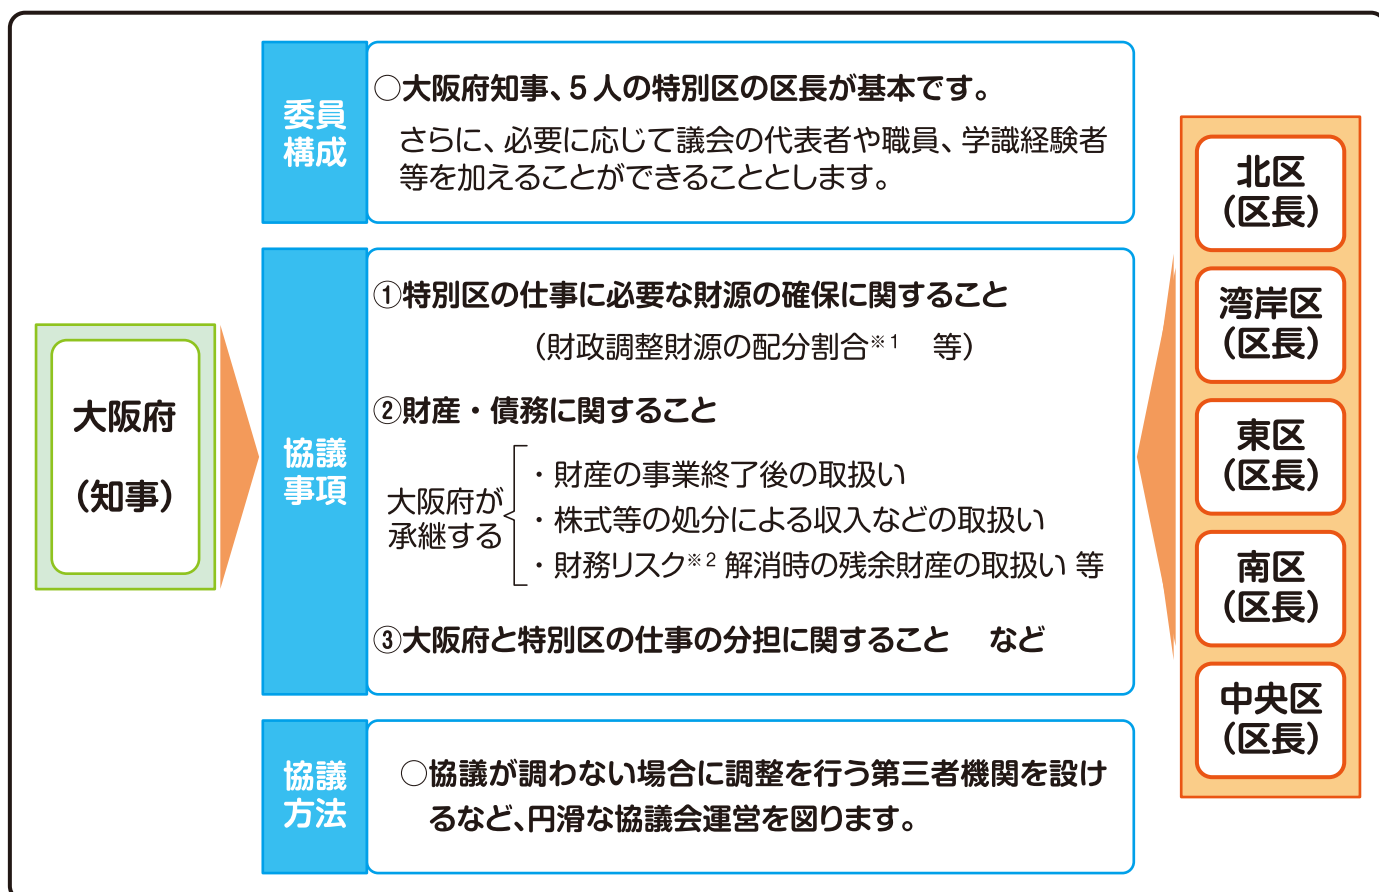 委員
構成
○大阪府知事、5人の特別区の区長が基本です。
さらに、必要に応じて議会の代表者や職員、学識経験者
等を加えることができることとします。
大阪府
(知事)
協議
事項
①特別区の仕事に必要な財源の確保に関すること
(財政調整財源の配分割合※1 等)
②財産・債務に関すること
大阪府が
承継する
・財産の事業終了後の取扱い
・株式等の処分による収入などの取扱い
・財務リスク※2 解消時の残余財産の取扱い 等
③大阪府と特別区の仕事の分担に関すること など
協議
方法
○協議が調わない場合に調整を行う第三者機関を設け
るなど、円滑な協議会運営を図ります。
北区
(区長)
湾岸区
(区長)
東区
(区長)
南区
(区長)
中央区
(区長)